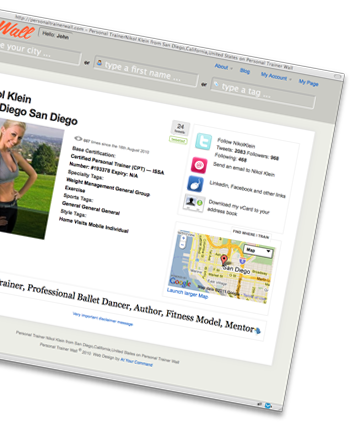 http://personaltrainerwall.com - Personal TrainerNikol Klein from San Diego,California,United States on Personal Trainer Wall
Wall
Hello: John
About
Blog
My Account
My Page
e your city ...
or
type a first name ...
or
type a tag ...
ol Klein
Diego San Diego
since the 16th August 2010
Base Certification:
Certified Personal Trainer (CPT) — ISSA
Number: #193378 Expiry: N/A
Specialty Tags:
Weight Management General Group
Exercise
Sports Tags:
General General General
Style Tags:
Home Visits Mobile Individual
24
tweets
Follow NikolKlein
Tweets: 2083 Followers: 968
Following: 468
Send an email to Nikol Klein
Linkedin, Facebook and other links
Download my vCard to your
address book
FIND WHERE I TRAIN
Map
San Diego
Google
Launch larger Map
rainer, Professional Ballet Dancer, Author, Fitness Model, Mentor
Very important disclaimer message
Personal Trainer Nikol Klein from San Diego,California,United States on Personal Trainer Wall
Personal Trainer Wall © 2010. Web Design by At Your Command